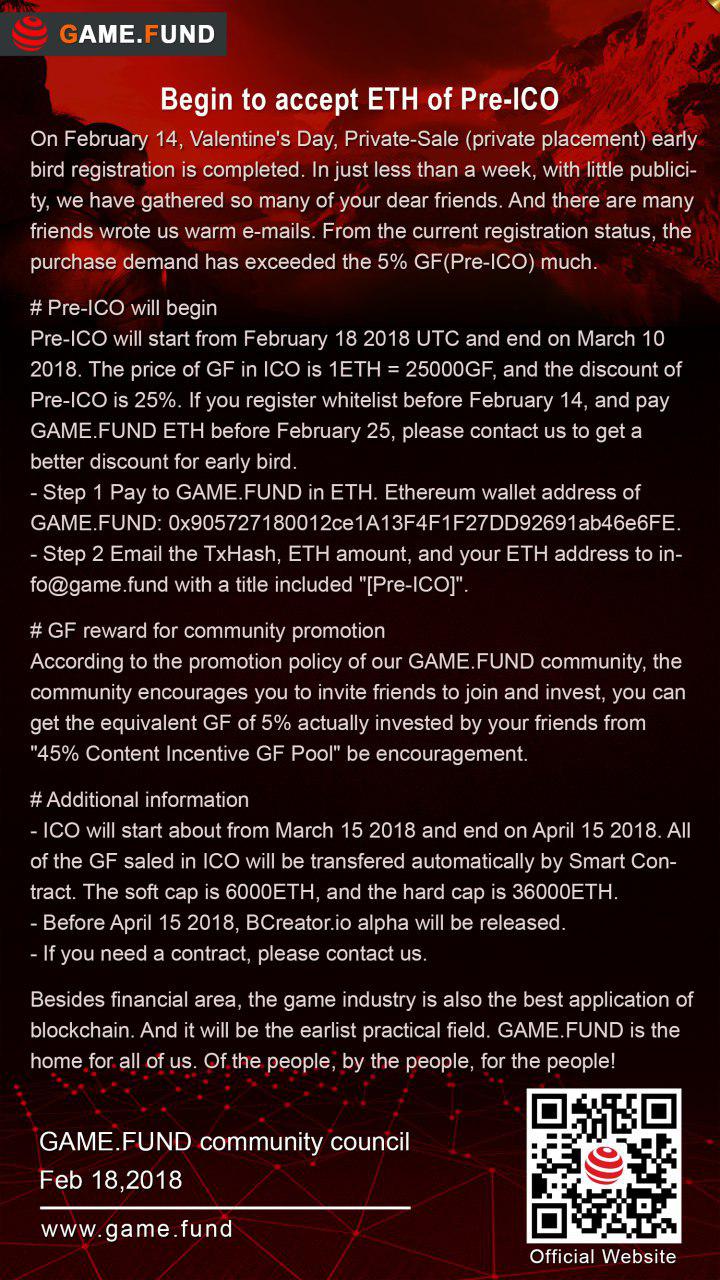 GAME.FUND
Begin to accept ETH of Pre-ICO
On February 14, Valentine's Day, Private-Sale (private placement) early
bird registration is completed. In just less than a week, with little publici-
ty, we have gathered so many of your dear friends. And there are many
friends wrote us warm e-mails. From the current registration status, the
purchase demand has exceeded the 5% GF(Pre-ICO) much.
# Pre-ICO will begin
Pre-ICO will start from February 18 2018 UTC and end on March 10
2018. The price of GF in ICO is 1ETH = 25000GF, and the discount of
Pre-ICO is 25%. If you register whitelist before February 14, and pay
GAME.FUND ETH before February 25, please contact us to get a
better discount for early bird.
- Step 1 Pay to GAME.FUND in ETH. Ethereum wallet address of
GAME.FUND: 0x905727180012ce1A13F4F1F27DD92691ab46e6FE.
- Step 2 Email the TxHash, ETH amount, and your ETH address to in-
fo@game.fund with a title included "[Pre-ICO]".
# GF reward for community promotion
According to the promotion policy of our GAME.FUND community, the
community encourages you to invite friends to join and invest, you can
get the equivalent GF of 5% actually invested by your friends from
"45% Content Incentive GF Pool" be encouragement.
# Additional information
- ICO will start about from March 15 2018 and end on April 15 2018. All
of the GF saled in ICO will be transfered automatically by Smart Con-
tract. The soft cap is 6000ETH, and the hard cap is 36000ETH.
- Before April 15 2018, BCreator.io alpha will be released.
- If you need a contract, please contact us.
Besides financial area, the game industry is also the best application of
blockchain. And it will be the earlist practical field. GAME.FUND is the
home for all of us. Of the people, by the people, for the people!
GAME.FUND community council
Feb 18,2018
www.game.fund
Official Website